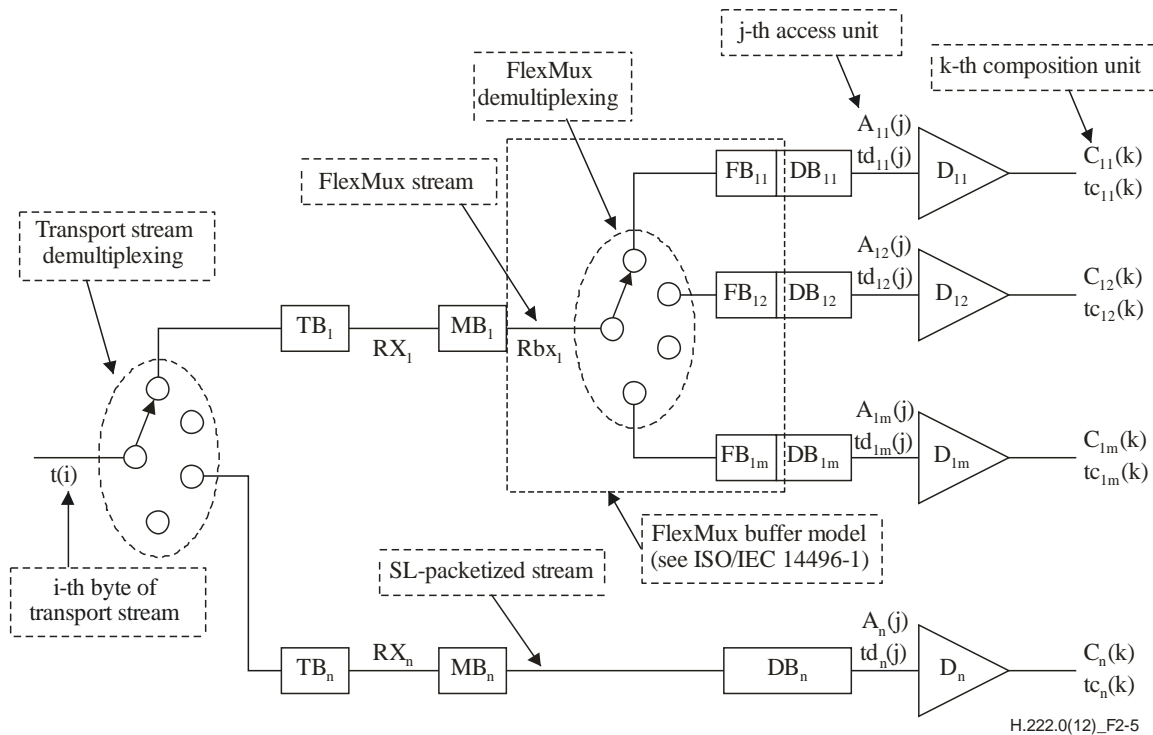 j-th access unit
k-th composition unit
FlexMux
demultiplexing
A₁₁(j)
td₁₁(j)
FB₁₁
DB₁₁
D₁₁
C₁₁(k)
tc₁₁(k)
FlexMux stream
Transport stream
demultiplexing
A₁₂(j)
td₁₂(j)
FB₁₂
DB₁₂
D₁₂
C₁₂(k)
tc₁₂(k)
TB₁
RX₁
MB₁
Rbx₁
A₁ₘ(j)
td₁ₘ(j)
FB₁ₘ
DB₁ₘ
D₁ₘ
C₁ₘ(k)
tc₁ₘ(k)
t(i)
FlexMux buffer model
(see ISO/IEC 14496-1)
i-th byte of
transport stream
SL-packetized stream
TBₙ
RXₙ
MBₙ
DBₙ
Aₙ(j)
tdₙ(j)
Dₙ
Cₙ(k)
tcₙ(k)
H.222.0(12)_F2-5